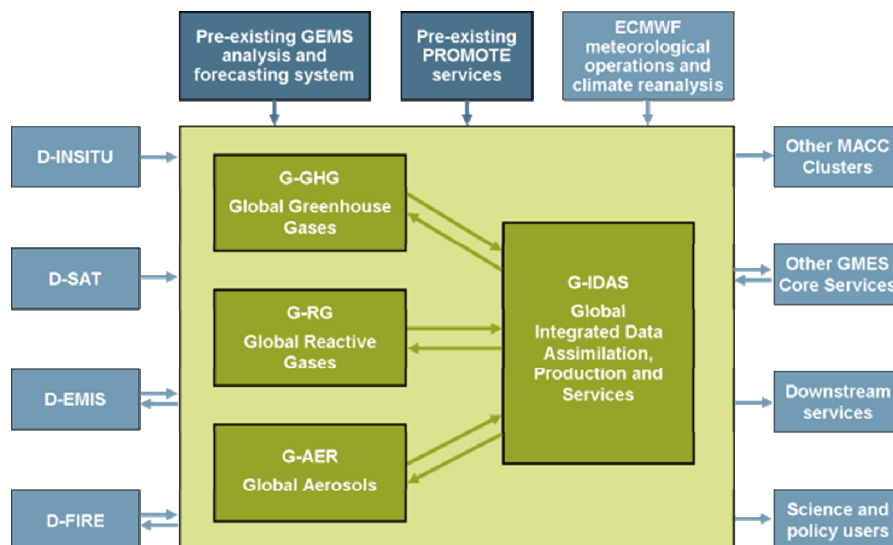 Pre-existing GEMS
analysis and
forecasting system
Pre-existing
PROMOTE
services
ECMWF
meteorological
operations and
climate reanalysis
D-INSITU
D-SAT
D-EMIS
D-FIRE
G-GHG
Global Greenhouse
Gases
G-RG
Global Reactive
Gases
G-AER
Global Aerosols
G-IDAS
Global
Integrated Data
Assimilation,
Production and
Services
Other MACC
Clusters
Other GMES
Core Services
Downstream
services
Science and
policy users